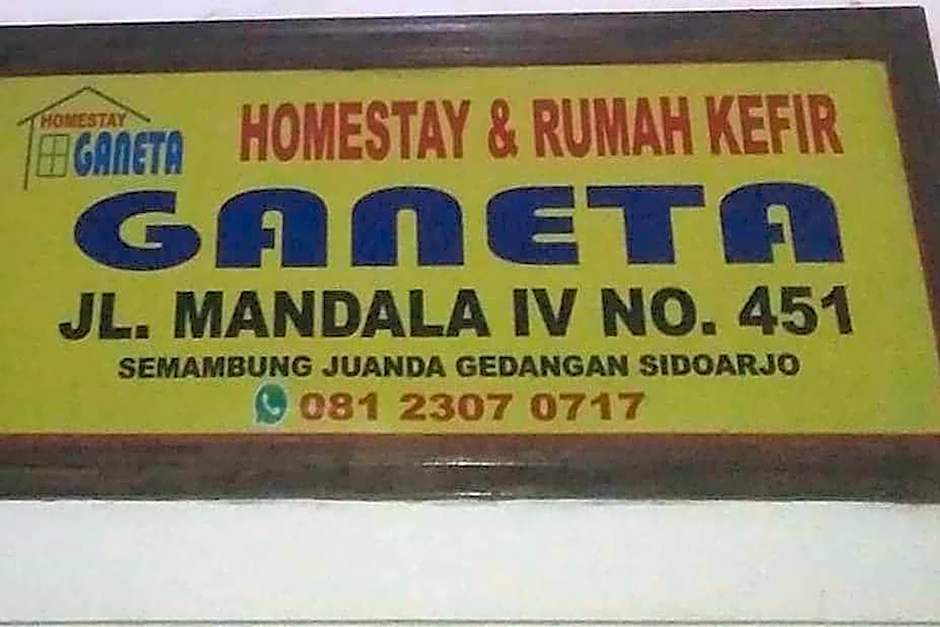 HOMESTAY
GANETA
HOMESTAY & RUMAH KEFIR
GANETA
JL. MANDALA IV NO. 451
SEMAMBUNG JUANDA GEDANGAN SIDOARJO
081 2307 0717